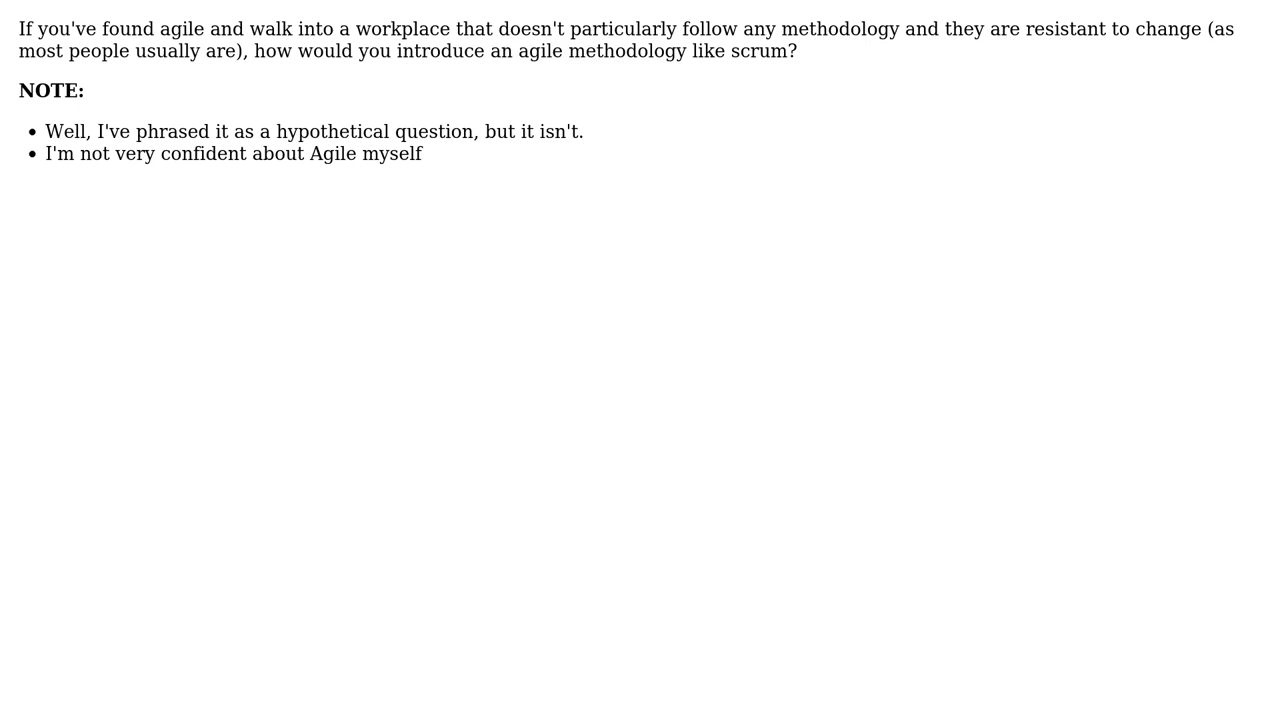 If you've found agile and walk into a workplace that doesn't particularly follow any methodology and they are resistant to change (as
most people usually are), how would you introduce an agile methodology like scrum?
NOTE:
• Well, I've phrased it as a hypothetical question, but it isn't.
• I'm not very confident about Agile myself